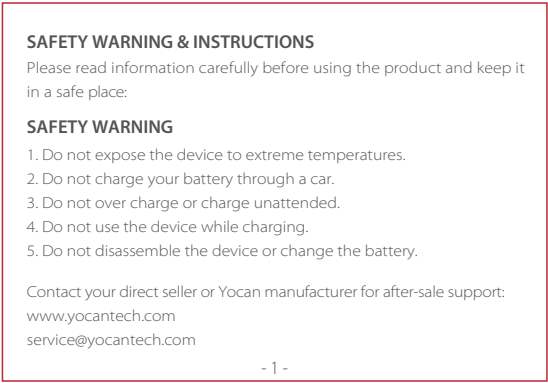 SAFETY WARNING & INSTRUCTIONS
Please read information carefully before using the product and keep it
in a safe place:
SAFETY WARNING
1. Do not expose the device to extreme temperatures.
2. Do not charge your battery through a car.
3. Do not over charge or charge unattended.
4. Do not use the device while charging.
5. Do not disassemble the device or change the battery.
Contact your direct seller or Yocan manufacturer for after-sale support:
www.yocantech.com
service@yocantech.com
- 1 -